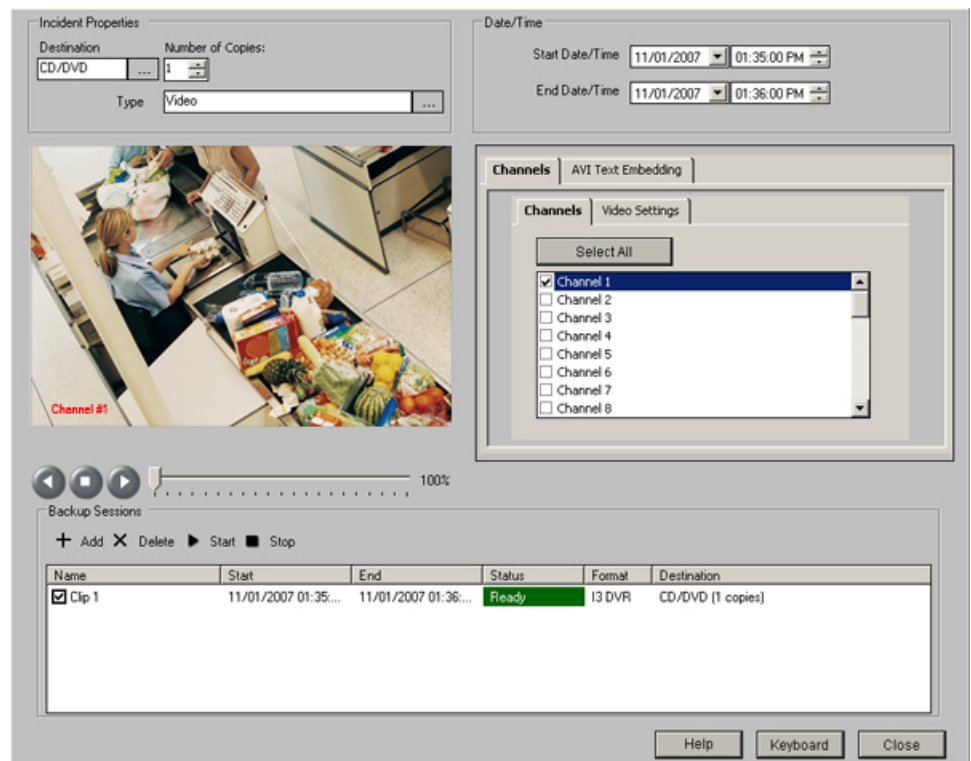 Incident Properties
Destination
Number of Copies:
CD/DVD
...
1
Type
Video
...
Date/Time
Start Date/Time
11/01/2007
01:35:00 PM
End Date/Time
11/01/2007
01:36:00 PM
Channel #1
Channels
AVI Text Embedding
Channels
Video Settings
Select All
Channel 1
Channel 2
Channel 3
Channel 4
Channel 5
Channel 6
Channel 7
Channel 8
100%
Backup Sessions
Add
Delete
Start
Stop
Name Start End Status Format Destination
Clip 1 11/01/2007 01:35:... 11/01/2007 01:36:... Ready I3 DVR CD/DVD (1 copies)
Help
Keyboard
Close